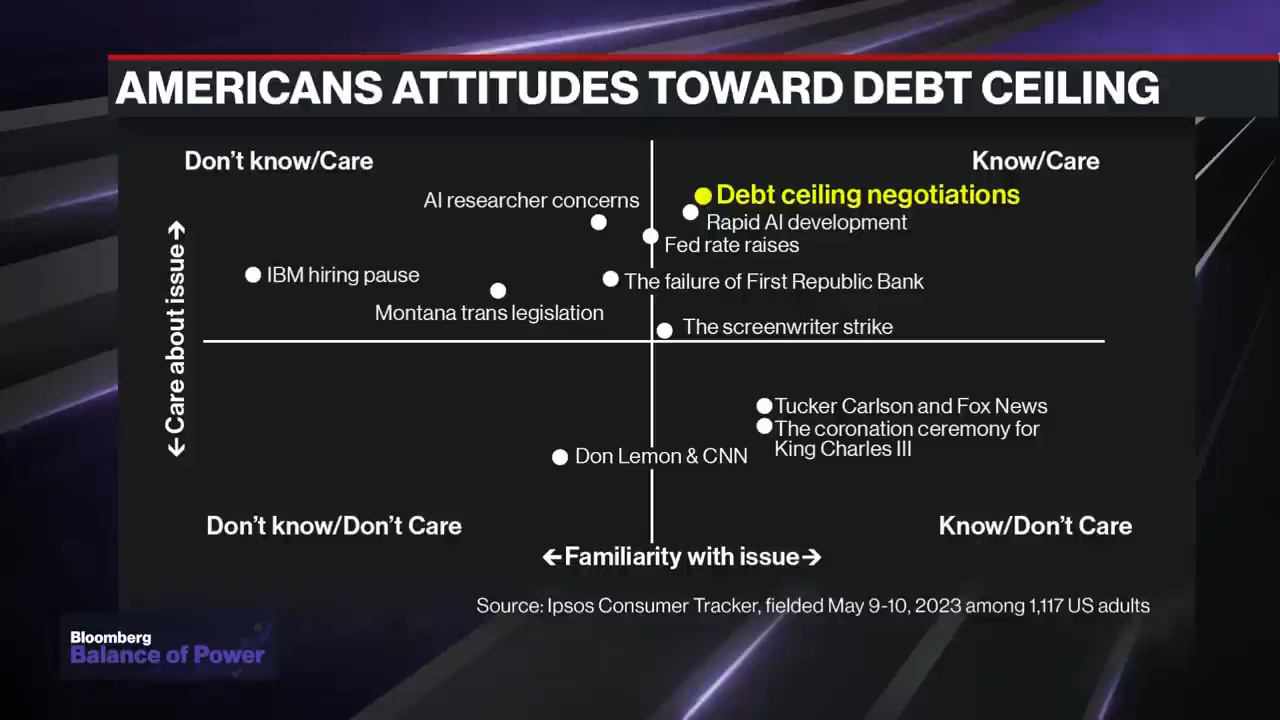 AMERICANS ATTITUDES TOWARD DEBT CEILING
Don't know/Care
Know/Care
AI researcher concerns
Debt ceiling negotiations
Rapid AI development
Fed rate raises
IBM hiring pause
The failure of First Republic Bank
Montana trans legislation
The screenwriter strike
←Care about issue→
Tucker Carlson and Fox News
The coronation ceremony for
King Charles III
Don Lemon & CNN
Don't know/Don't Care
Know/Don't Care
←Familiarity with issue→
Source: Ipsos Consumer Tracker, fielded May 9-10, 2023 among 1,117 US adults
Bloomberg
Balance of Power